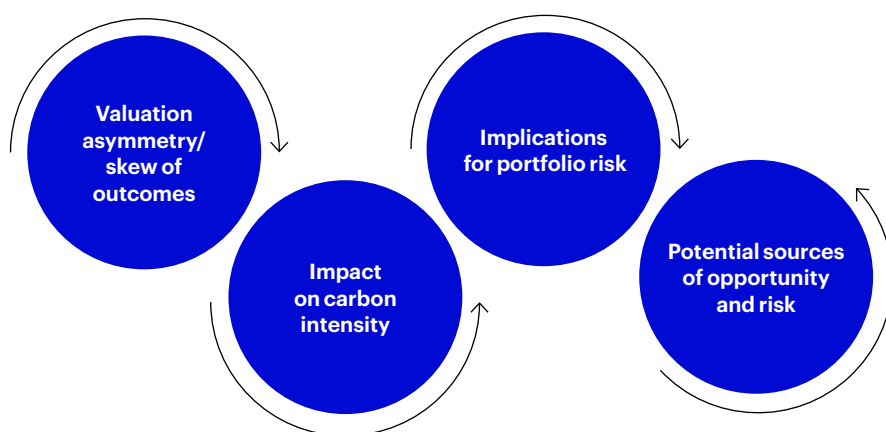 Valuation
asymmetry/
skew of
outcomes
Impact
on carbon
intensity
Implications
for portfolio risk
Potential sources
of opportunity
and risk